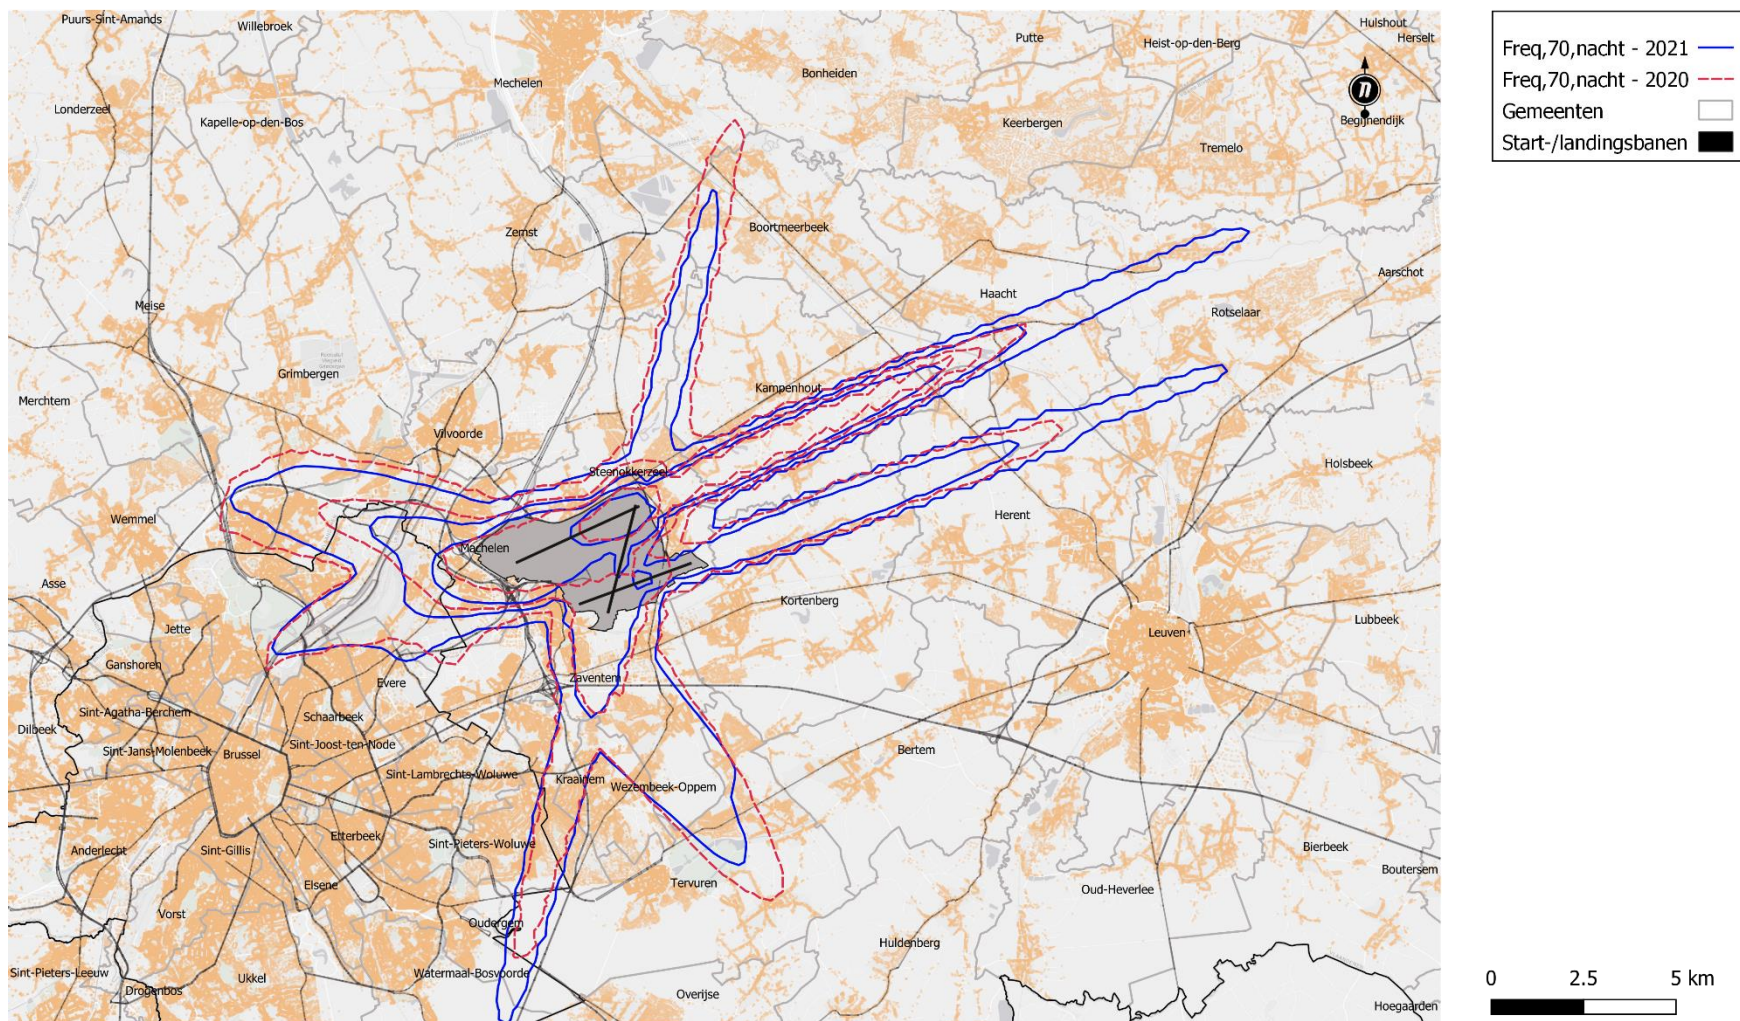 Puurs-Sint-Amands
Willebroek
Hulshout
Herselt
Putte
Heist-op-den-Berg
Bonheiden
Mechelen
Londerzeel
Kapelle-op-den-Bos
Keerbergen
Begijnendijk
Tremelo
Zemst
Boortmeerbeek
Aarschot
Haacht
Meise
Rotselaar
Grimbergen
Kampenhout
Merchtem
Vilvoorde
Steenokkerzeel
Holsbeek
Wemmel
Herent
Machelen
Asse
Kortenberg
Jette
Leuven
Lubbeek
Ganshoren
Zaventem
Evere
Sint-Agatha-Berchem
Schaarbeek
Dilbeek
Sint-Jans-Molenbeek
Brussel
Sint-Joost-ten-Node
Bertem
Sint-Lambrechts-Woluwe
Kraainem
Wezembeek-Oppem
Etterbeek
Anderlecht
Sint-Gillis
Sint-Pieters-Woluwe
Bierbeek
Boutersem
Elsene
Tervuren
Oud-Heverlee
Vorst
Oudergem
Huldenberg
Sint-Pieters-Leeuw
Ukkel
Watermaal-Bosvoorde
Drogenbos
Overijse
Hoegaarden
n
Freq,70,nacht - 2021
Freq,70,nacht - 2020
Gemeenten
Start-/landingsbanen
0 2.5 5 km